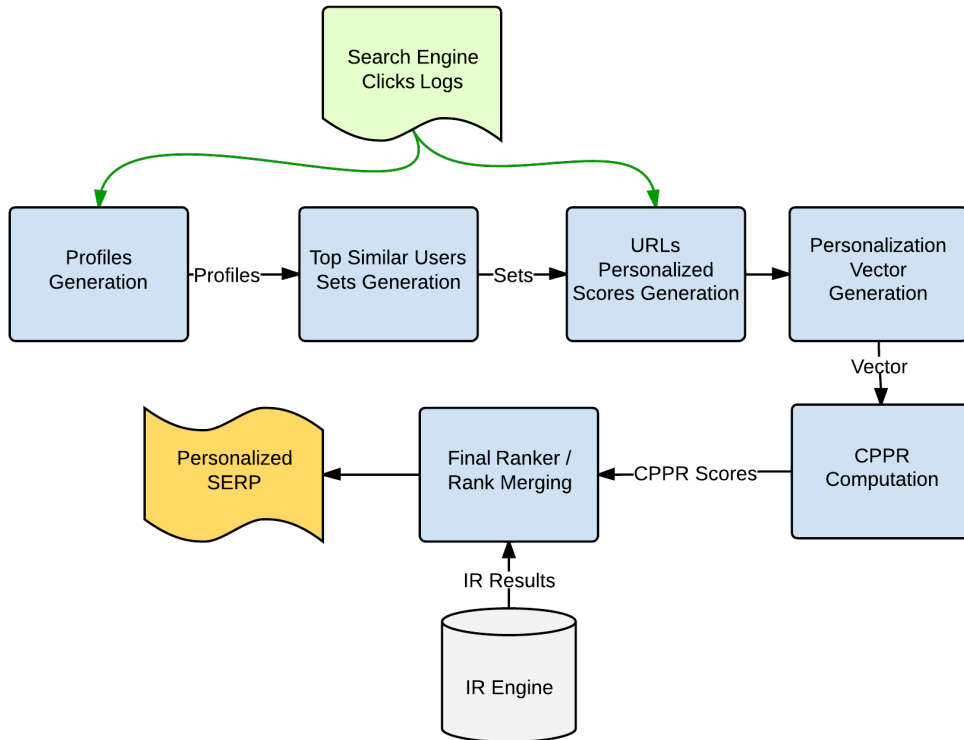 Search Engine
Clicks Logs
Profiles
Generation
Profiles
Top Similar Users
Sets Generation
Sets
URLs
Personalized
Scores Generation
Personalization
Vector
Generation
Vector
CPPR
Computation
CPPR Scores
Final Ranker /
Rank Merging
Personalized
SERP
IR Results
IR Engine